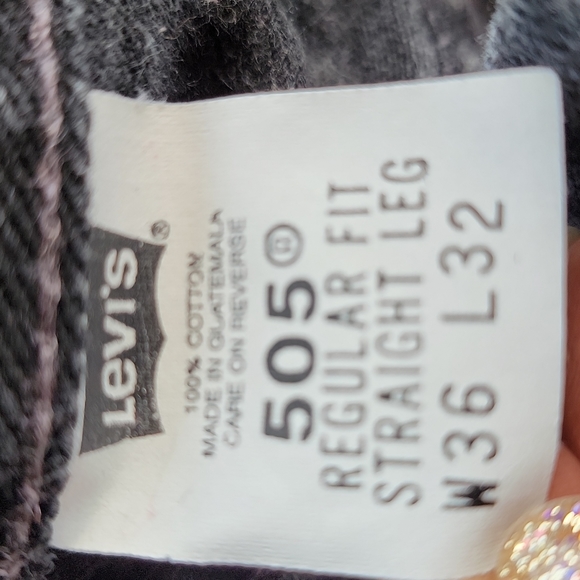 Levi's®
100% COTTON
MADE IN GUATEMALA
CARE ON REVERSE
505
REGULAR FIT
STRAIGHT LEG
W36 L32